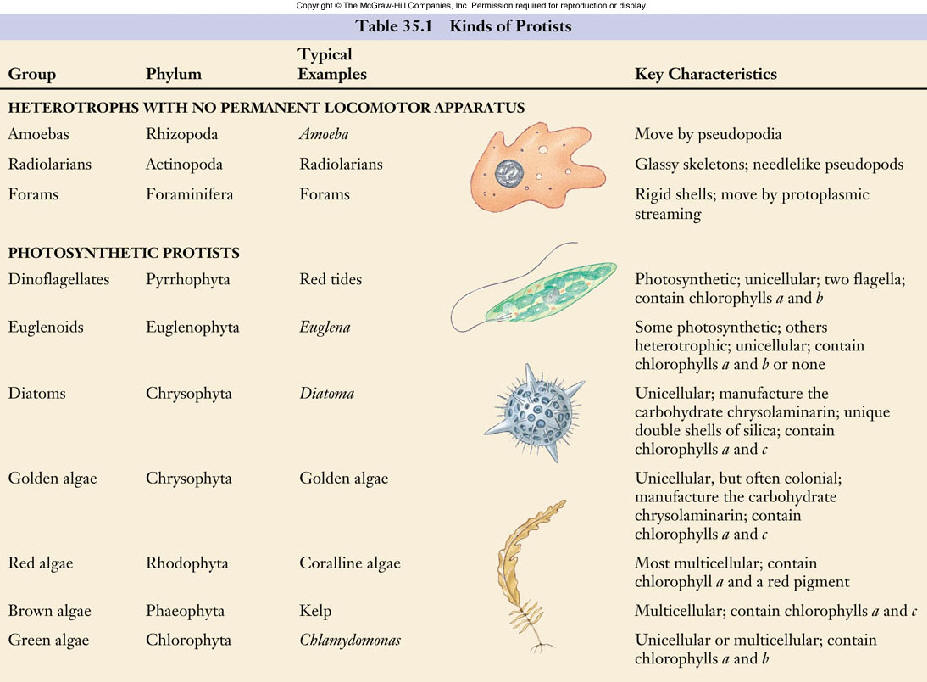 Copyright © The McGraw-Hill Companies, Inc. Permission required for reproduction or display
Table 35.1 Kinds of Protists
Typical
Group Phylum Examples Key Characteristics
HETEROTROPHS WITH NO PERMANENT LOCOMOTOR APPARATUS
Amoebas Rhizopoda Amoeba Move by pseudopodia
Radiolarians Actinopoda Radiolarians Glassy skeletons; needlelike pseudopods
Forams Foraminifera Forams Rigid shells; move by protoplasmic
streaming
PHOTOSYNTHETIC PROTISTS
Dinoflagellates Pyrrhophyta Red tides Photosynthetic; unicellular; two flagella;
contain chlorophylls a and b
Euglenoids Euglenophyta Euglena Some photosynthetic; others
heterotrophic; unicellular; contain
chlorophylls a and b or none
Diatoms Chrysophyta Diatoma Unicellular; manufacture the
carbohydrate chrysolaminarin; unique
double shells of silica; contain
chlorophylls a and c
Golden algae Chrysophyta Golden algae Unicellular, but often colonial;
manufacture the carbohydrate
chrysolaminarin; contain
chlorophylls a and c
Red algae Rhodophyta Coralline algae Most multicellular; contain
chlorophyll a and a red pigment
Brown algae Phaeophyta Kelp Multicellular; contain chlorophylls a and c
Green algae Chlorophyta Chlamydomonas Unicellular or multicellular; contain
chlorophylls a and b